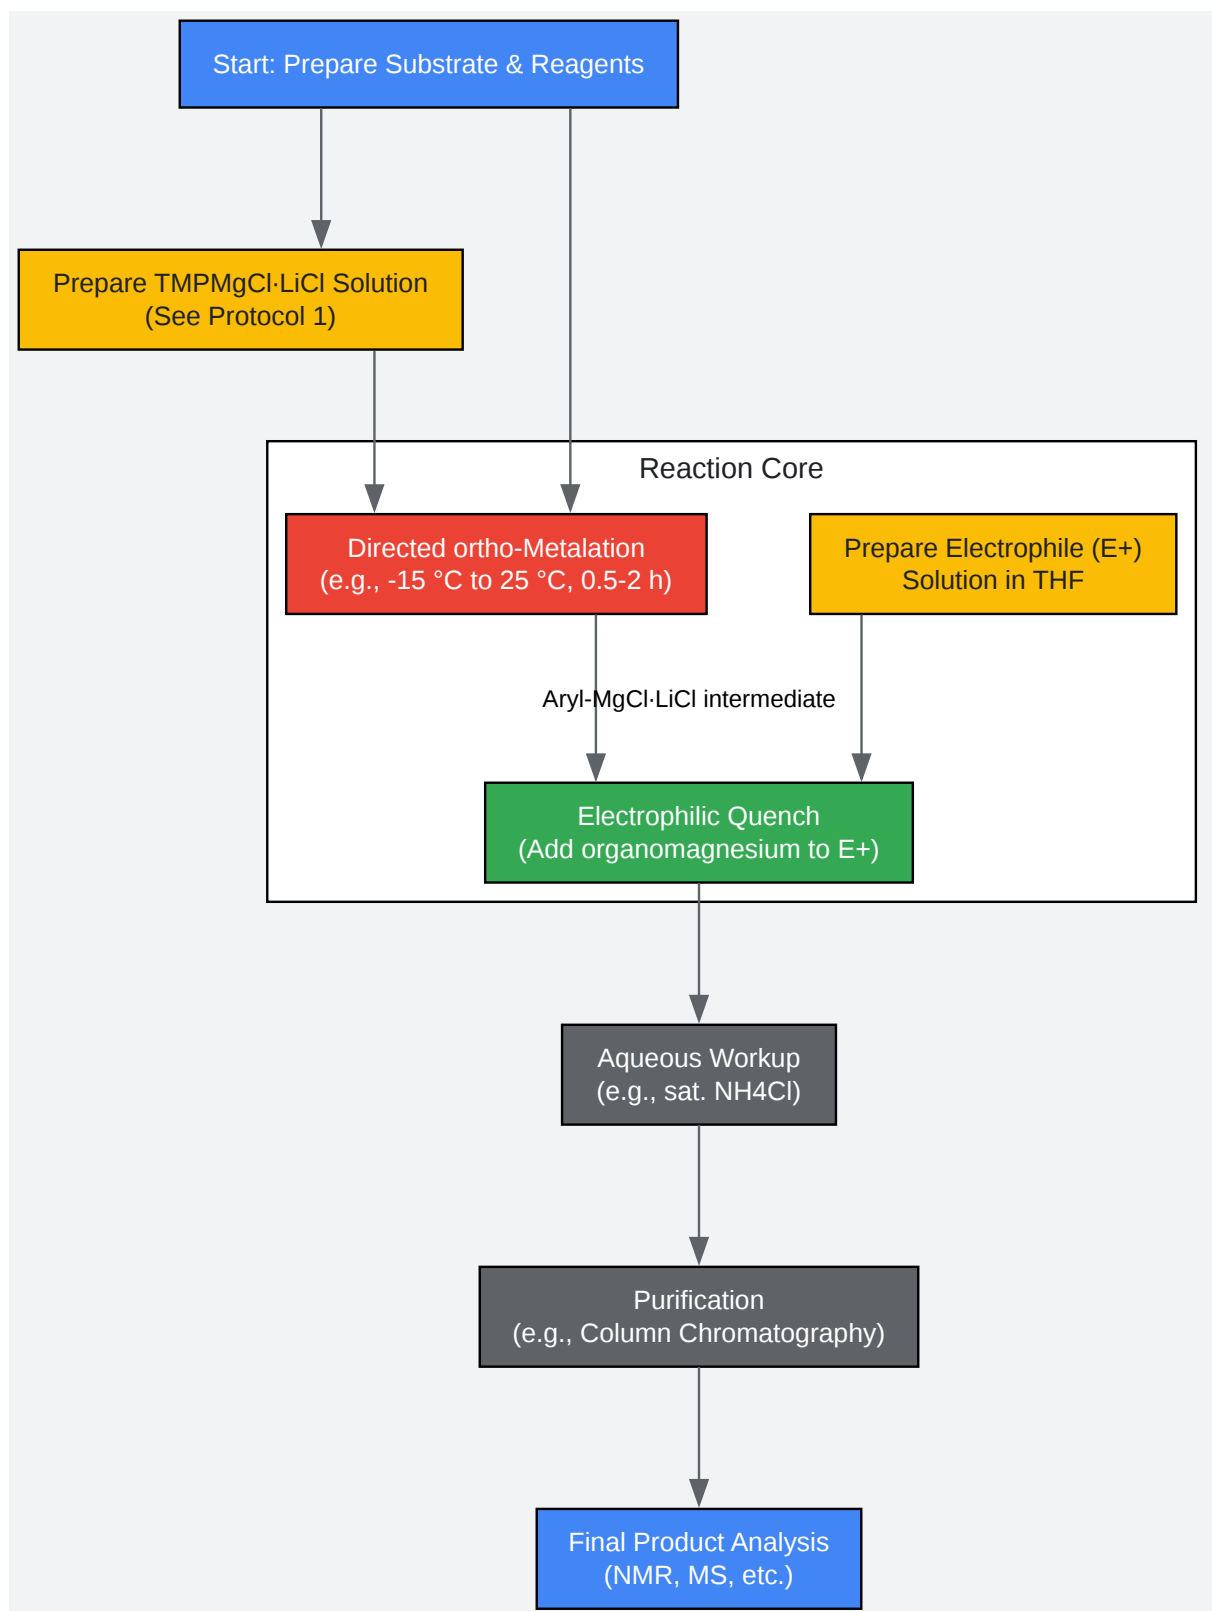 Start: Prepare Substrate & Reagents
Prepare TMPMgCl·LiCl Solution
(See Protocol 1)
Reaction Core
Directed ortho-Metalation
(e.g., -15 °C to 25 °C, 0.5-2 h)
Prepare Electrophile (E+)
Solution in THF
Aryl-MgCl·LiCl intermediate
Electrophilic Quench
(Add organomagnesium to E+)
Aqueous Workup
(e.g., sat. NH4Cl)
Purification
(e.g., Column Chromatography)
Final Product Analysis
(NMR, MS, etc.)